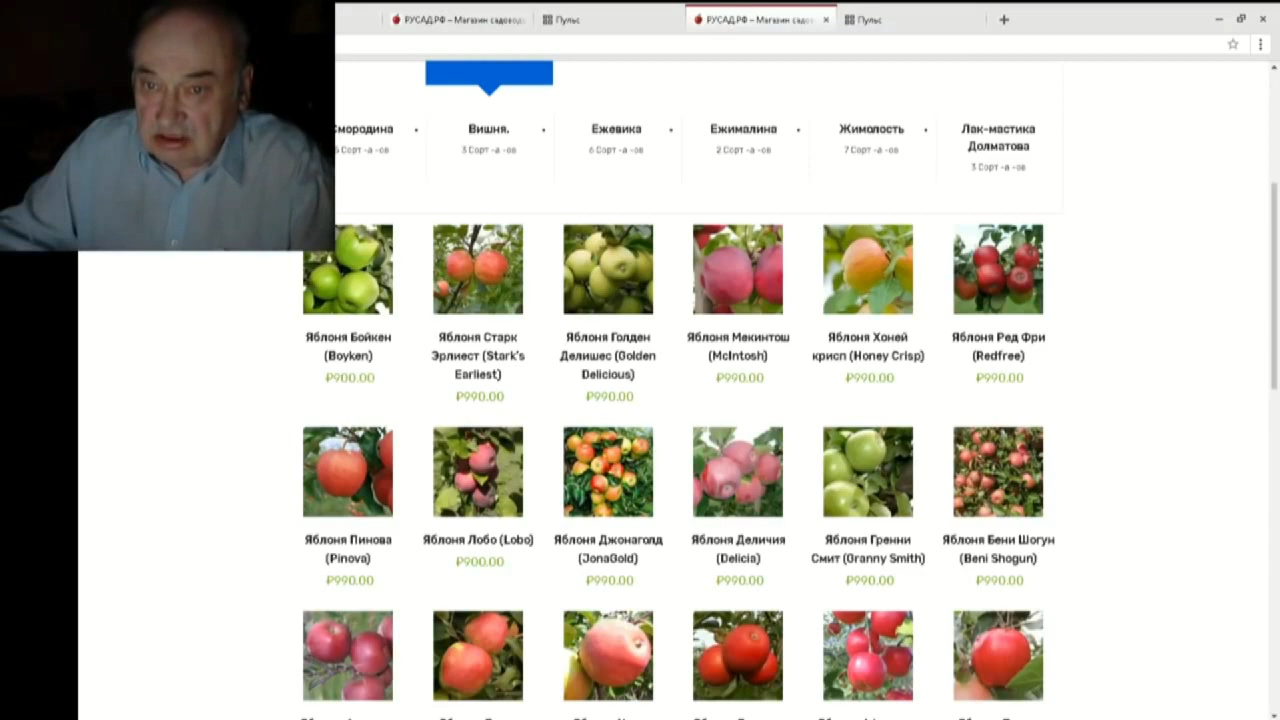 РУСАД.РФ – Магазин садовод
Пульс
РУСАД.РФ – Магазин садо
Пульс
Смородина
Вишня.
Ежевика
Ежималина
Жимолость
Лак-мастика
Долматова
5 Сорт -а -ов
3 Сорт -а -ов
6 Сорт -а -ов
2 Сорт -а -ов
7 Сорт -а -ов
3 Сорт -а -ов
Яблоня Бойкен
(Boyken)
₽900.00
Яблоня Старк
Эрлиест (Stark's
Earliest)
₽990.00
Яблоня Голден
Делишес (Golden
Delicious)
₽990.00
Яблоня Мекинтош
(McIntosh)
₽990.00
Яблоня Хоней
крисп (Honey Crisp)
₽990.00
Яблоня Ред Фри
(Redfree)
₽990.00
Яблоня Пинова
(Pinova)
₽990.00
Яблоня Лобо (Lobo)
₽900.00
Яблоня Джонаголд
(JonaGold)
₽990.00
Яблоня Деличия
(Delicia)
₽990.00
Яблоня Гренни
Смит (Granny Smith)
₽990.00
Яблоня Бени Шогун
(Beni Shogun)
₽990.00